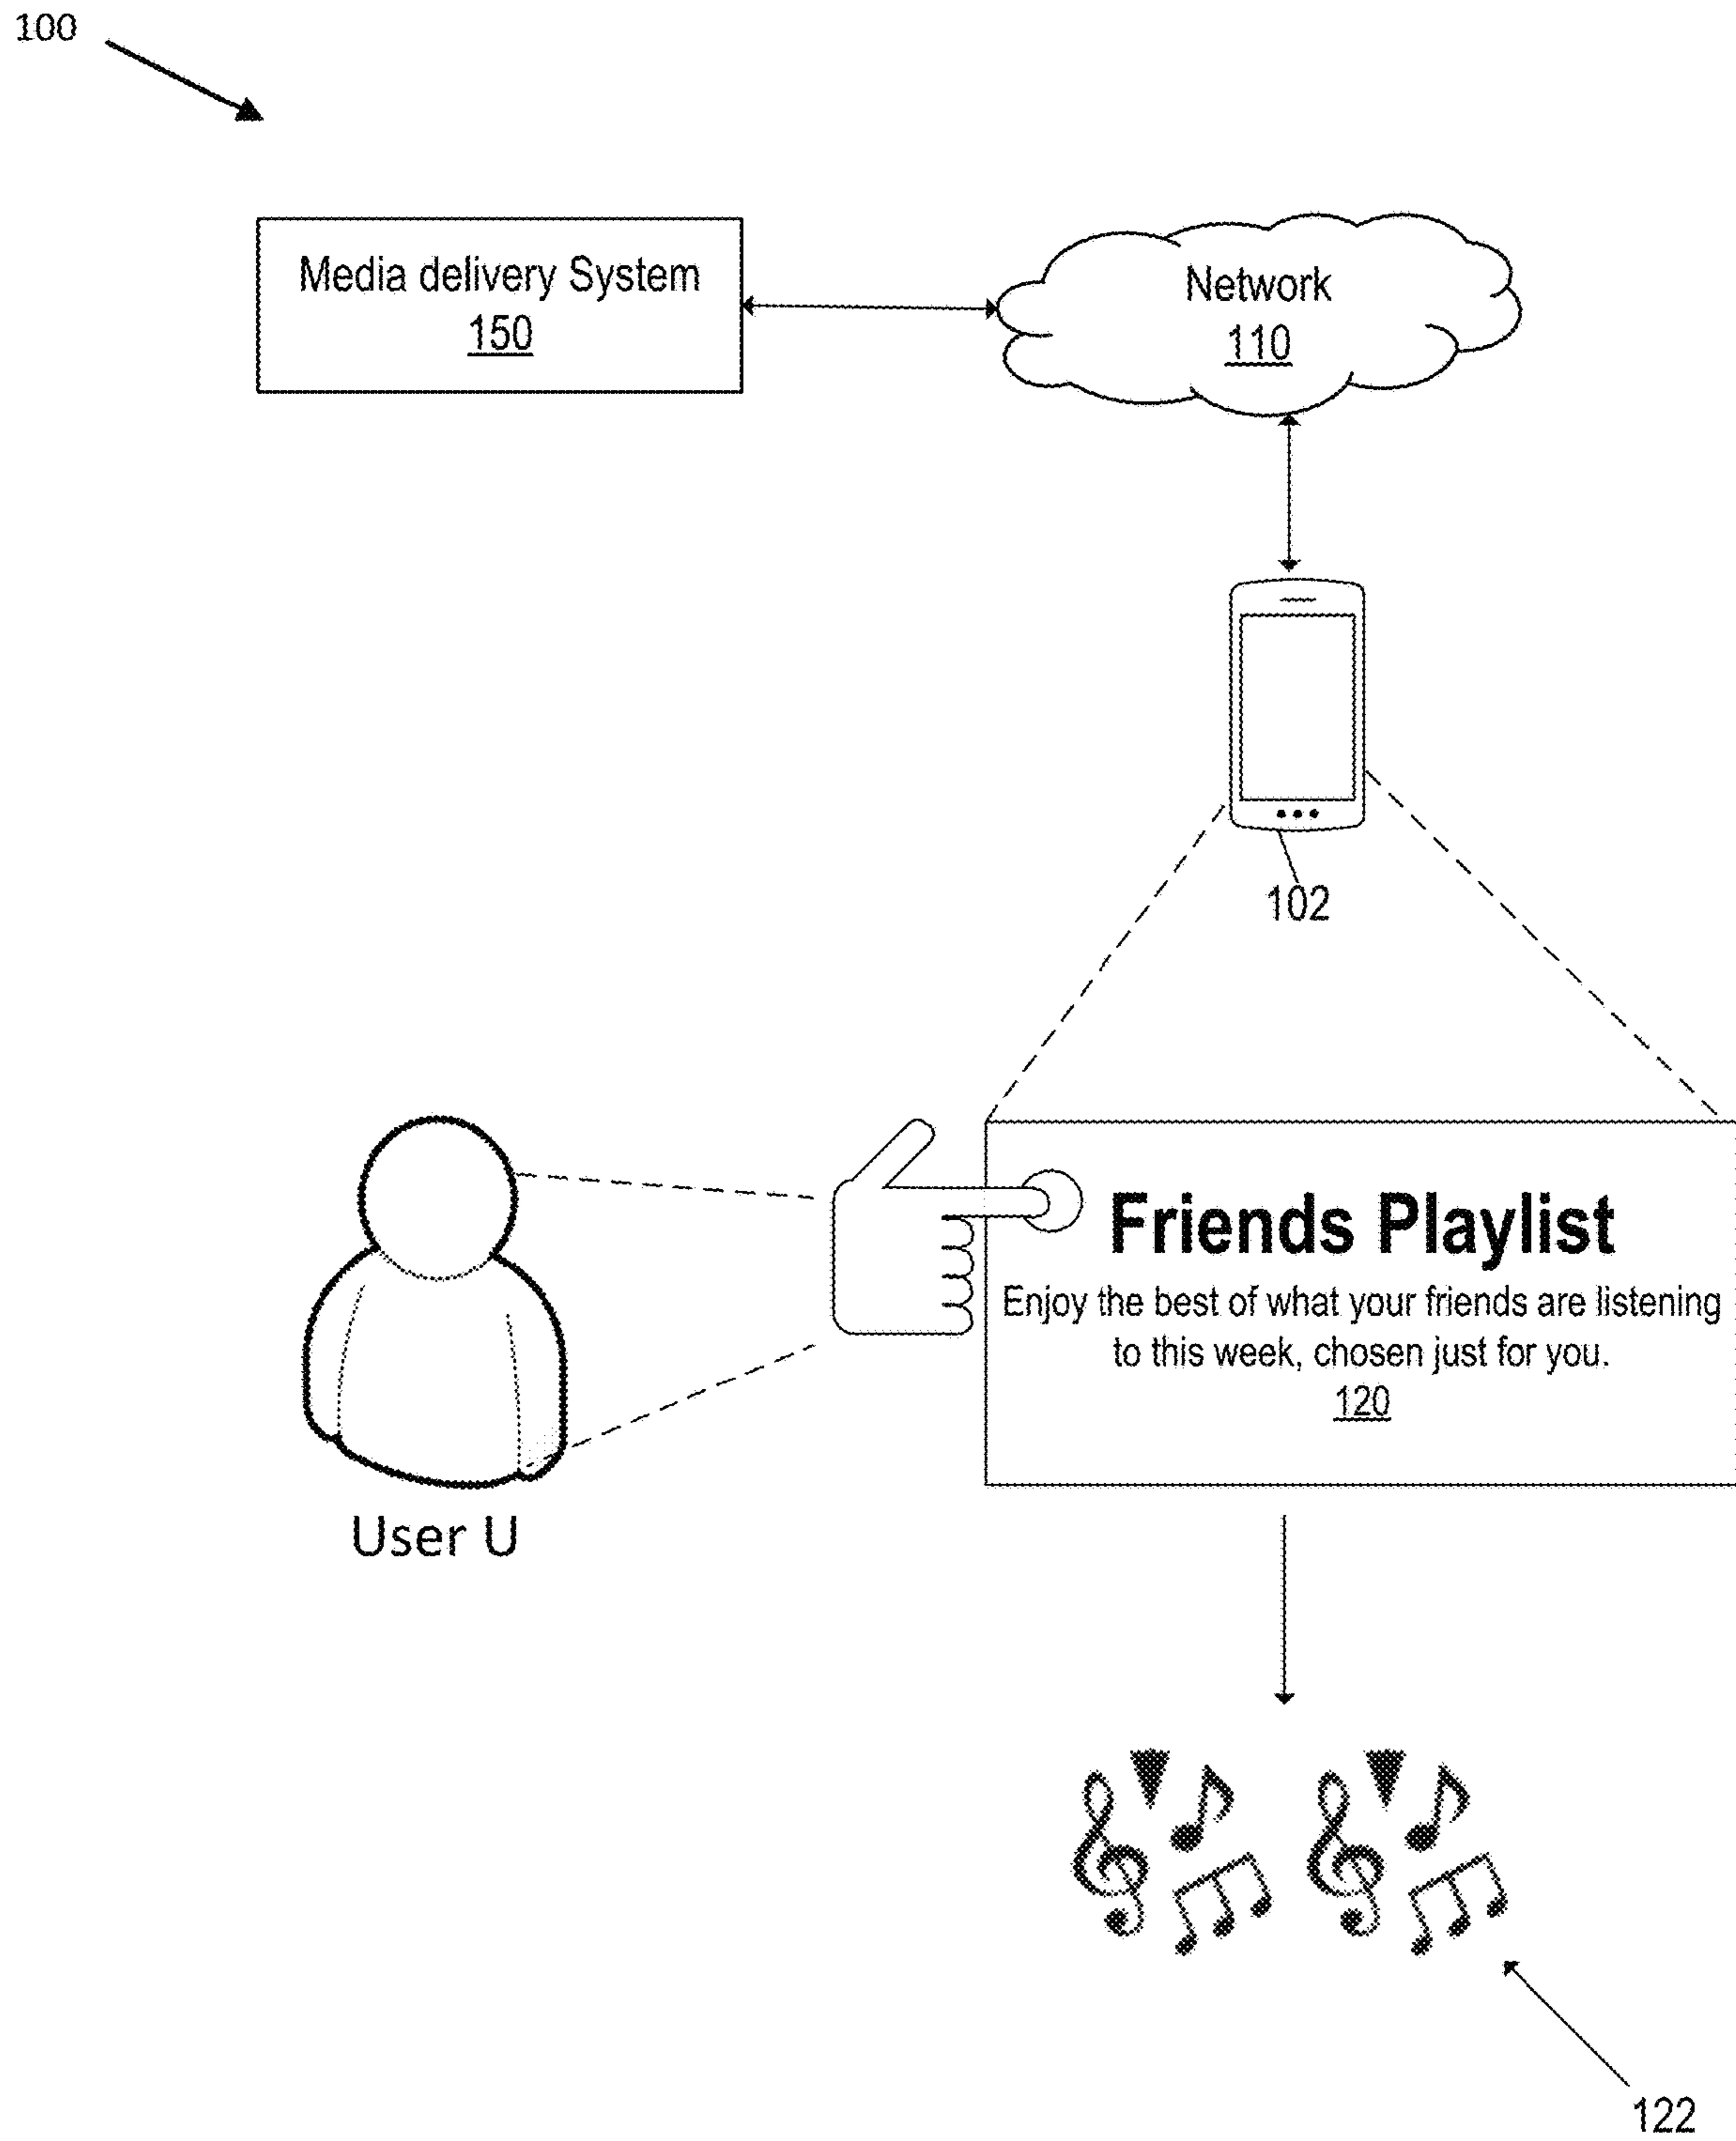 100
Media delivery System
150
Network
110
102
Friends Playlist
Enjoy the best of what your friends are listening
to this week, chosen just for you.
120
User U
122